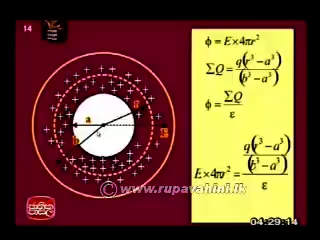 14
φ = E×4πr²
ΣQ = q(r³ − a³)/(b³ − a³)
φ = ΣQ/ε
E×4πr² = (q(r³ − a³)/(b³ − a³))/ε
a
r
b
E
© www.rupavahini.lk
04:29:14